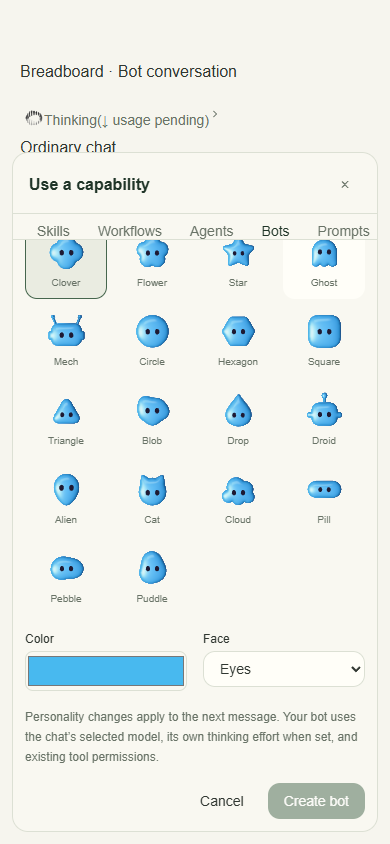 Breadboard · Bot conversation
Thinking(↓ usage pending) ›
Ordinary chat
Use a capability ×
Skills Workflows Agents Bots Prompts
Clover Flower Star Ghost
Mech Circle Hexagon Square
Triangle Blob Drop Droid
Alien Cat Cloud Pill
Pebble Puddle
Color Face
Eyes
Personality changes apply to the next message. Your bot uses
the chat's selected model, its own thinking effort when set, and
existing tool permissions.
Cancel Create bot